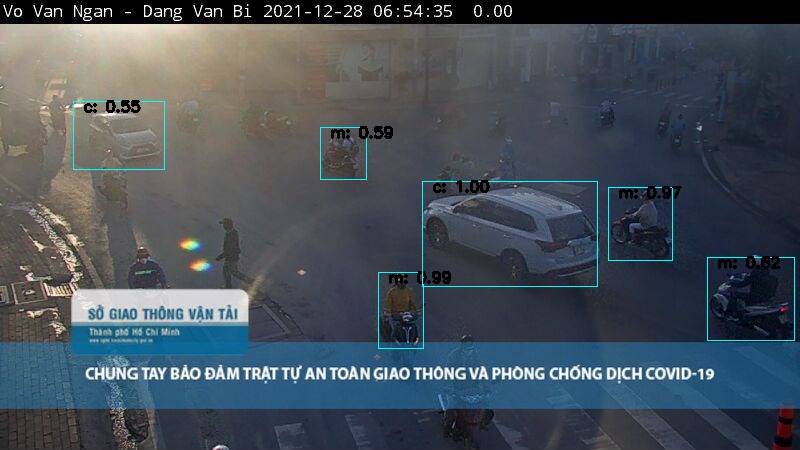 Vo Van Ngan - Dang Van Bi 2021-12-28 06:54:35 0.00
c: 0.55
m: 0.59
c: 1.00
m: 0.97
m: 0.82
m: 0.99
SỞ GIAO THÔNG VẬN TẢI
Thành phố Hồ Chí Minh
CHUNG TAY BẢO ĐẢM TRẬT TỰ AN TOÀN GIAO THÔNG VÀ PHÒNG CHỐNG DỊCH COVID-19